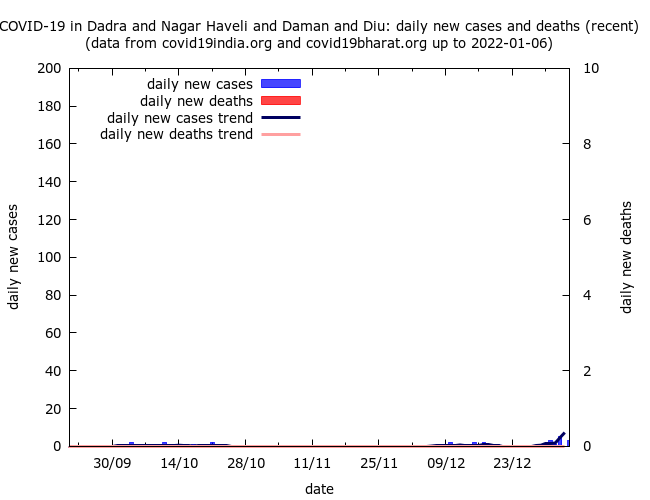 COVID-19 in Dadra and Nagar Haveli and Daman and Diu: daily new cases and deaths (recent)
(data from covid19india.org and covid19bharat.org up to 2022-01-06)
daily new cases
daily new deaths
daily new cases trend
daily new deaths trend
200
180
160
140
120
100
80
60
40
20
0
10
8
6
4
2
0
daily new cases
daily new deaths
30/09 14/10 28/10 11/11 25/11 09/12 23/12
date